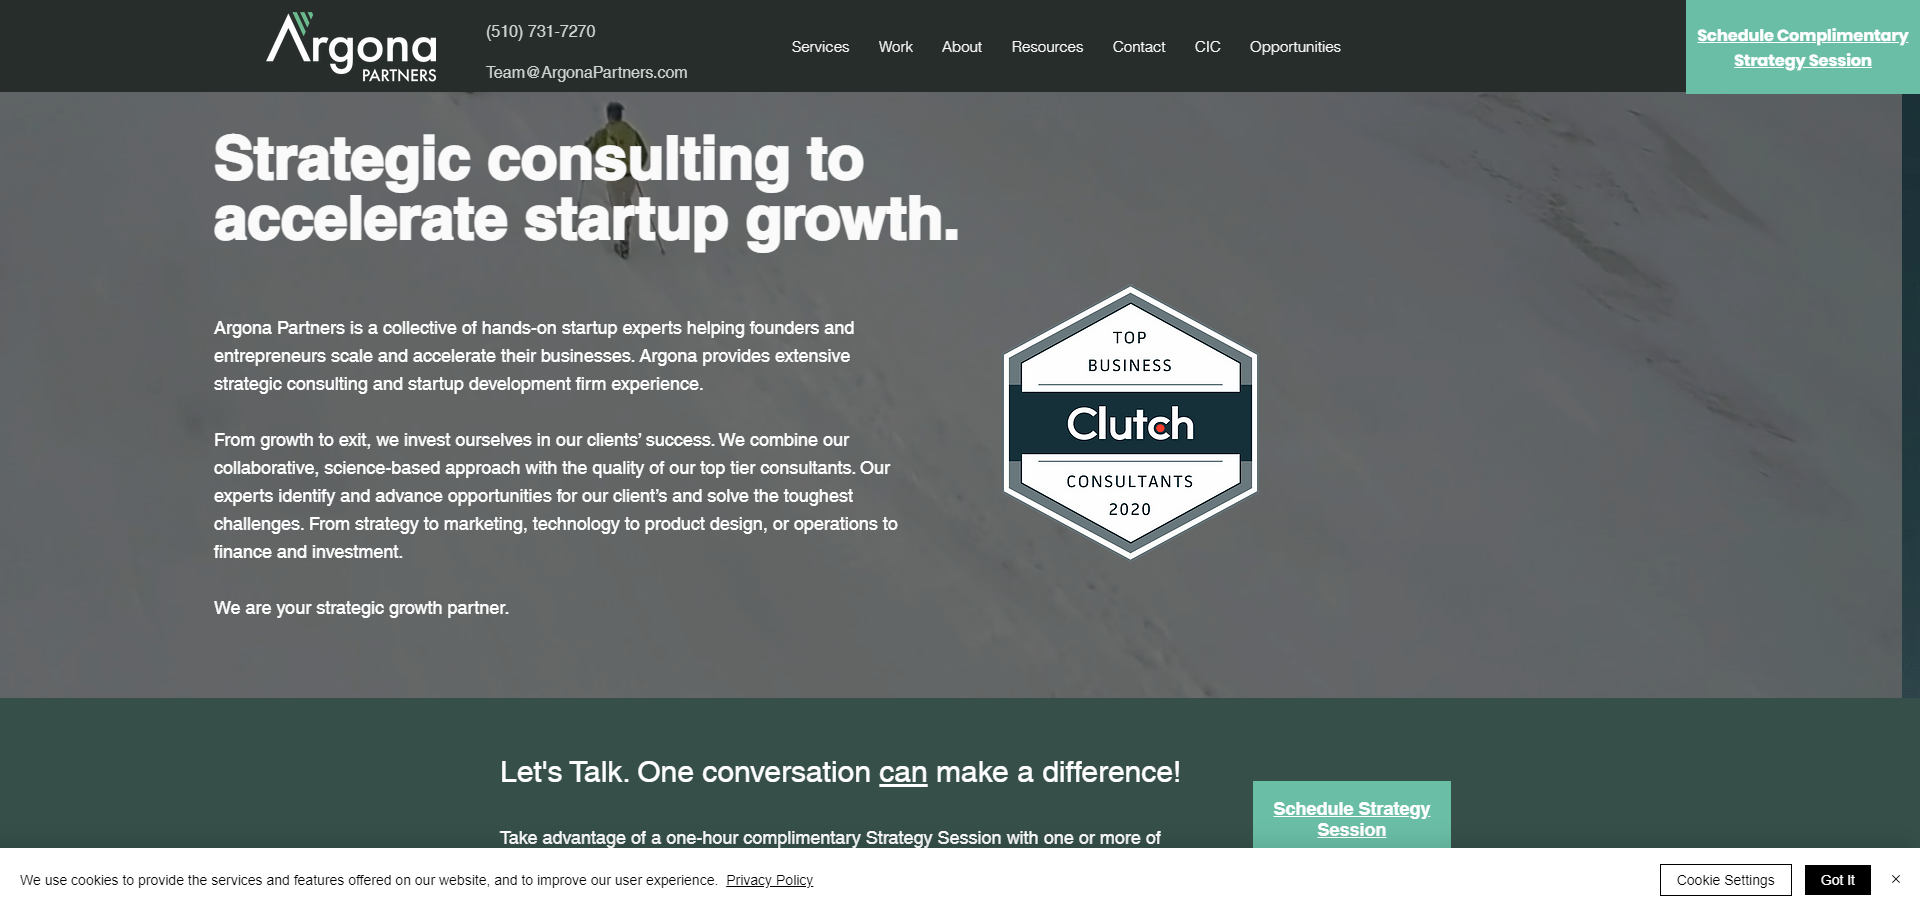 Argona
PARTNERS
(510) 731-7270
Team@ArgonaPartners.com
Services
Work
About
Resources
Contact
CIC
Opportunities
Schedule Complimentary
Strategy Session
Strategic consulting to
accelerate startup growth.
Argona Partners is a collective of hands-on startup experts helping founders and
entrepreneurs scale and accelerate their businesses. Argona provides extensive
strategic consulting and startup development firm experience.
From growth to exit, we invest ourselves in our clients’ success. We combine our
collaborative, science-based approach with the quality of our top tier consultants. Our
experts identify and advance opportunities for our client’s and solve the toughest
challenges. From strategy to marketing, technology to product design, or operations to
finance and investment.
We are your strategic growth partner.
TOP
BUSINESS
Clutch
CONSULTANTS
2020
Let's Talk. One conversation can make a difference!
Take advantage of a one-hour complimentary Strategy Session with one or more of
Schedule Strategy
Session
We use cookies to provide the services and features offered on our website, and to improve our user experience. Privacy Policy
Cookie Settings
Got It
×